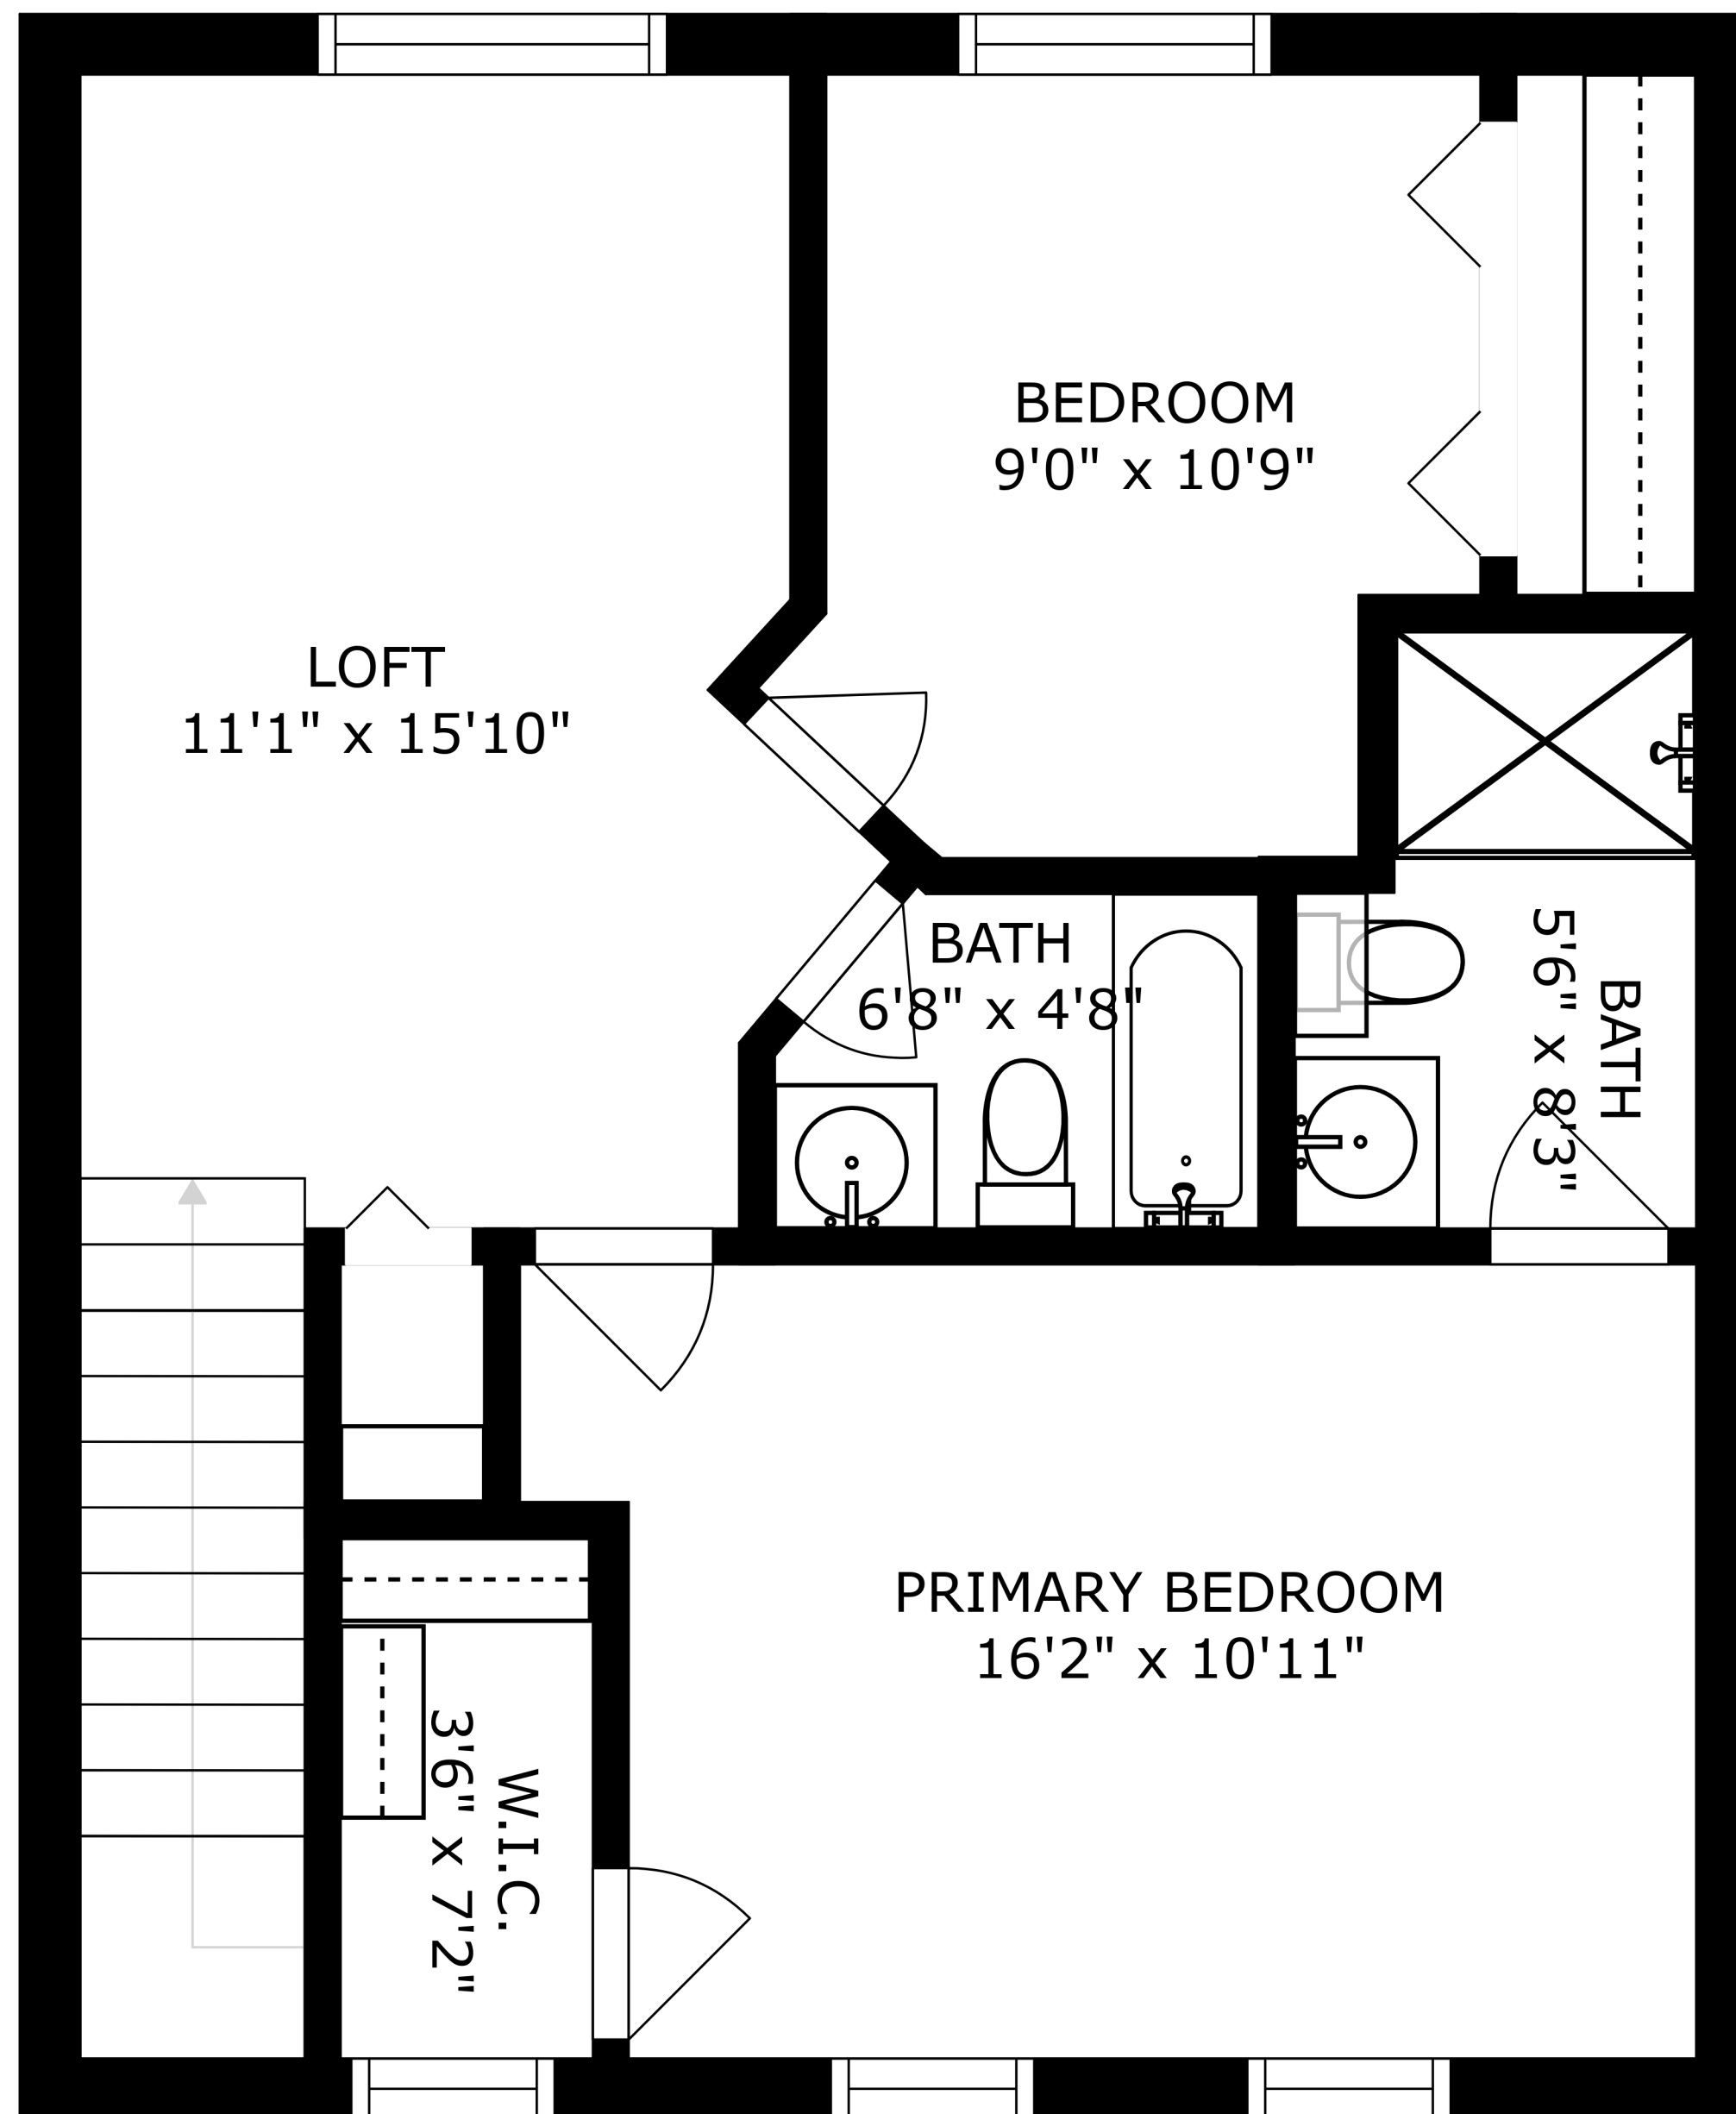 BEDROOM
9'0" x 10'9"
LOFT
11'1" x 15'10"
BATH
6'8" x 4'8"
BATH
5'6" x 8'3"
PRIMARY BEDROOM
16'2" x 10'11"
W.I.C.
3'6" x 7'2"